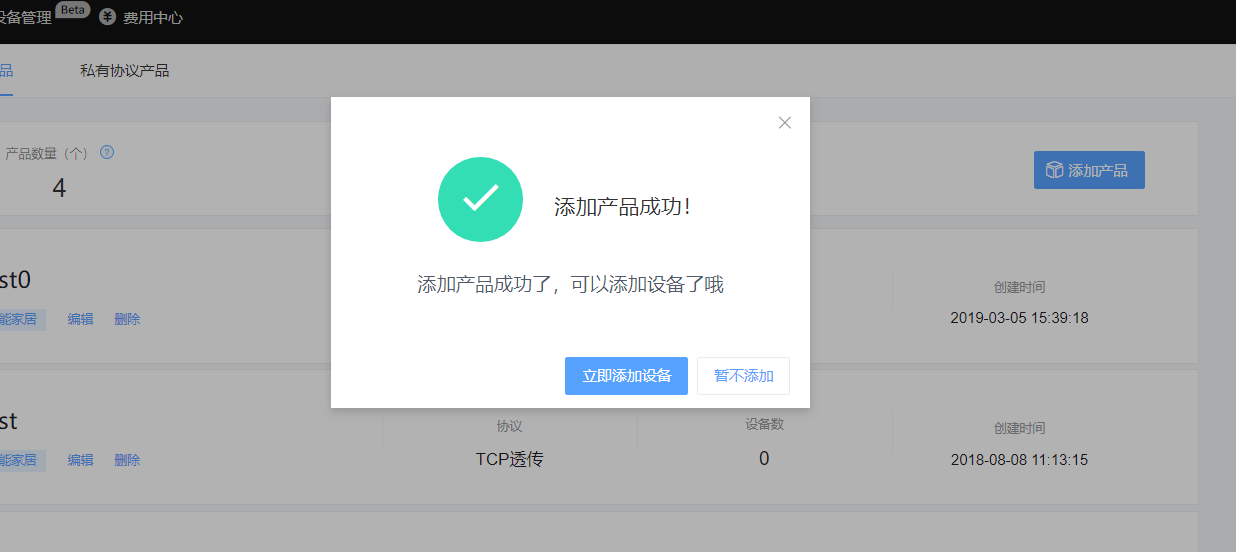 设备管理 Beta ¥ 费用中心
品 私有协议产品
产品数量（个） ?
4
添加产品
添加产品成功！
添加产品成功了，可以添加设备了哦
立即添加设备 暂不添加
st0
能家居 编辑 删除
创建时间
2019-03-05 15:39:18
st
能家居 编辑 删除
协议
TCP透传
设备数
0
创建时间
2018-08-08 11:13:15